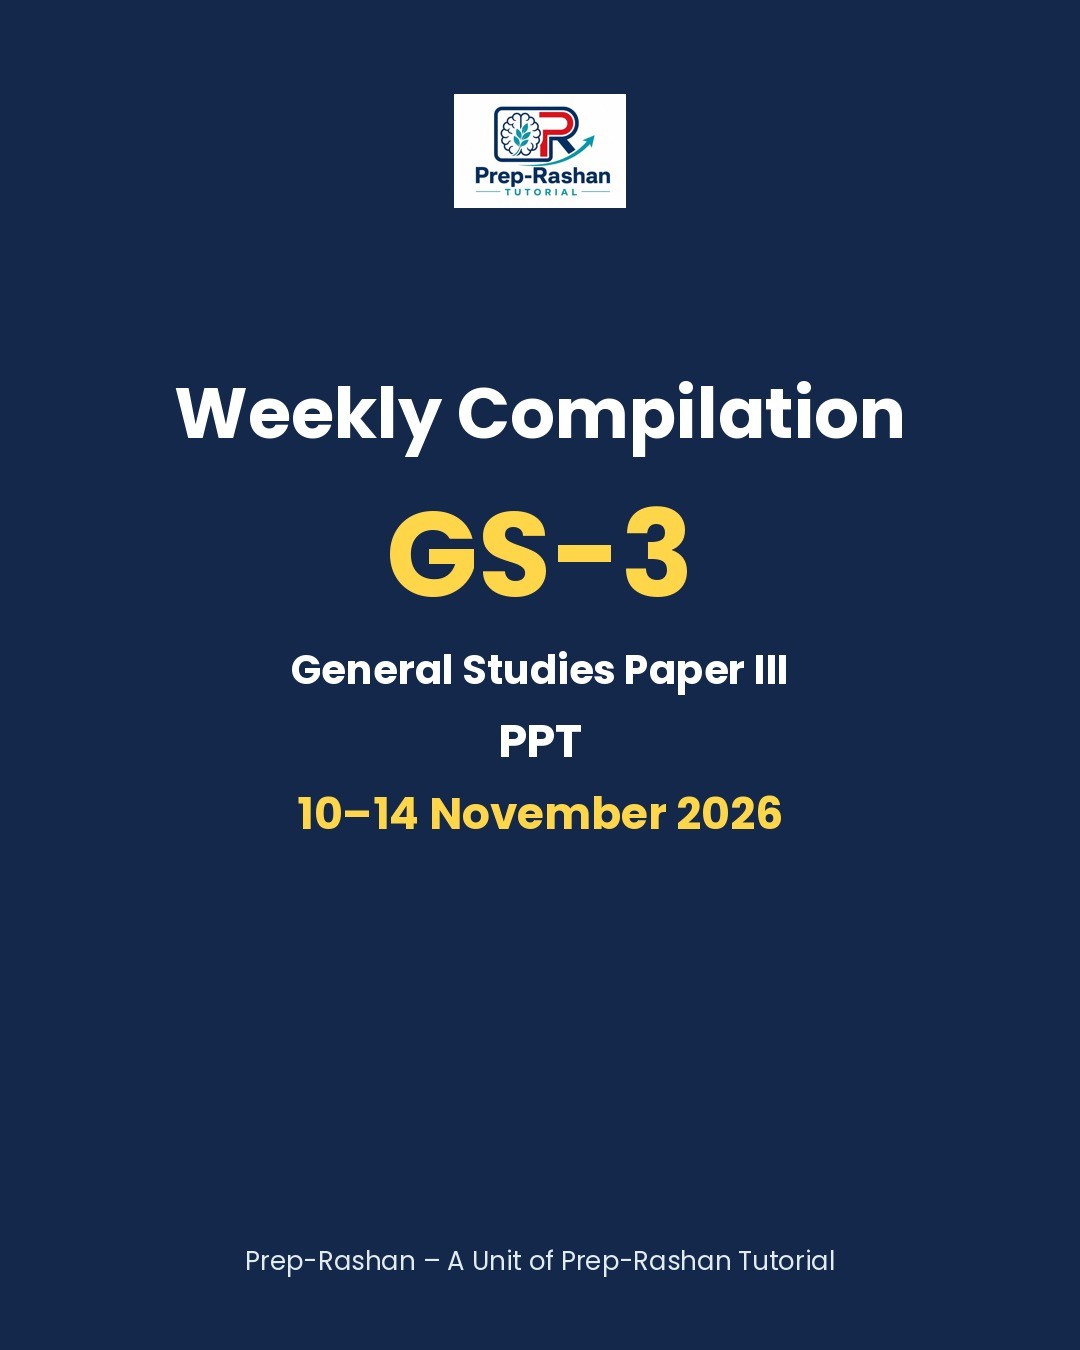 PR
Prep-Rashan
TUTORIAL
Weekly Compilation
GS-3
General Studies Paper III
PPT
10–14 November 2026
Prep-Rashan – A Unit of Prep-Rashan Tutorial